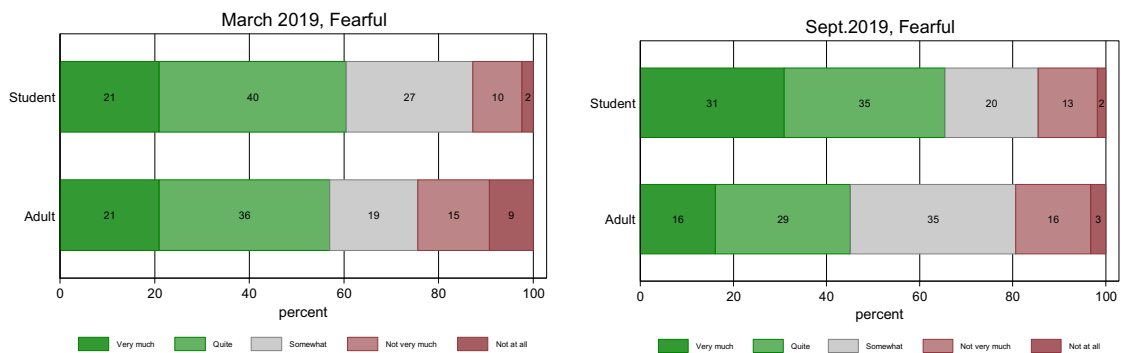 March 2019, Fearful
Student 21 40 27 10 2
Adult 21 36 19 15 9
0 20 40 60 80 100
percent
Very much Quite Somewhat Not very much Not at all
Sept.2019, Fearful
Student 31 35 20 13 2
Adult 16 29 35 16 3
0 20 40 60 80 100
percent
Very much Quite Somewhat Not very much Not at all